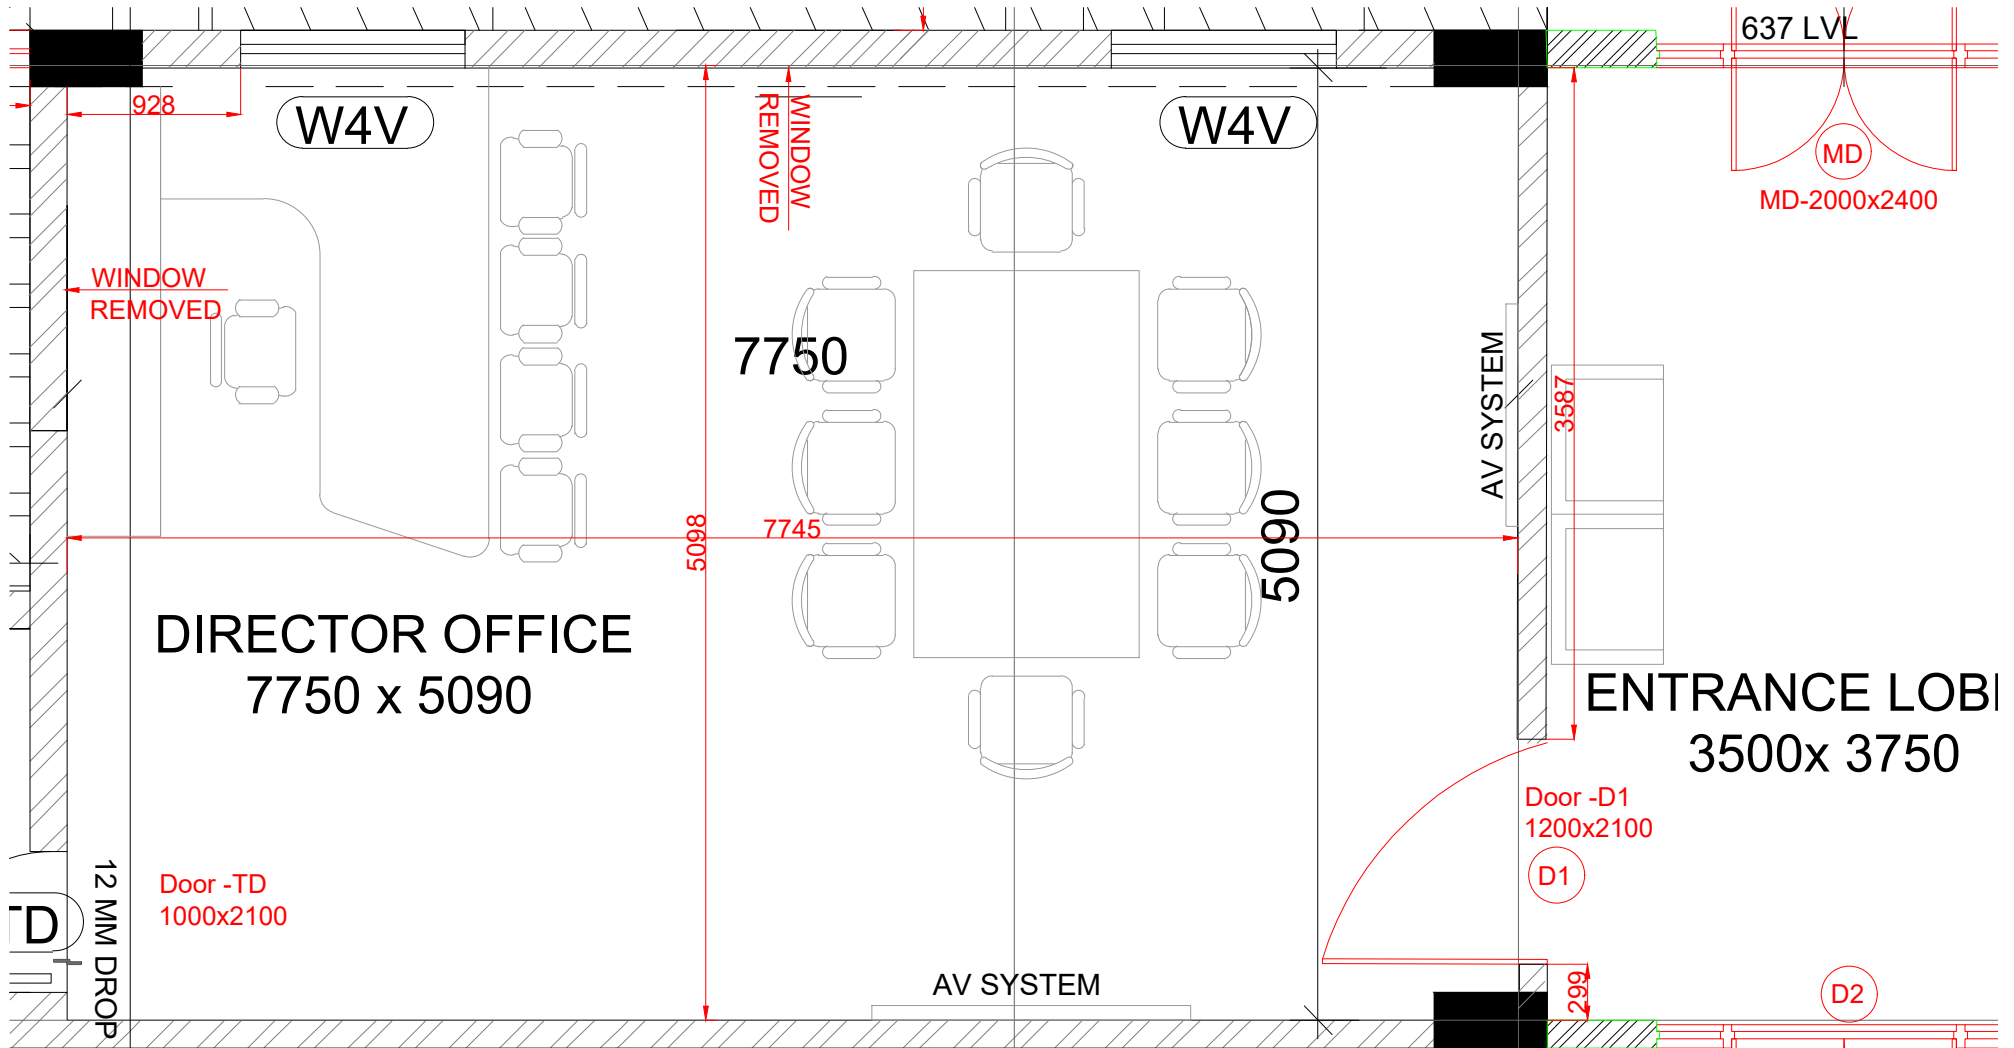 637 LVL
928
W4V
WINDOW
REMOVED
W4V
MD
MD-2000x2400
WINDOW
REMOVED
7750
AV SYSTEM
3587
5098
7745
5090
DIRECTOR OFFICE
7750 x 5090
ENTRANCE LOB
3500x 3750
Door -D1
1200x2100
D1
12 MM DROP
Door -TD
1000x2100
TD
AV SYSTEM
299
D2